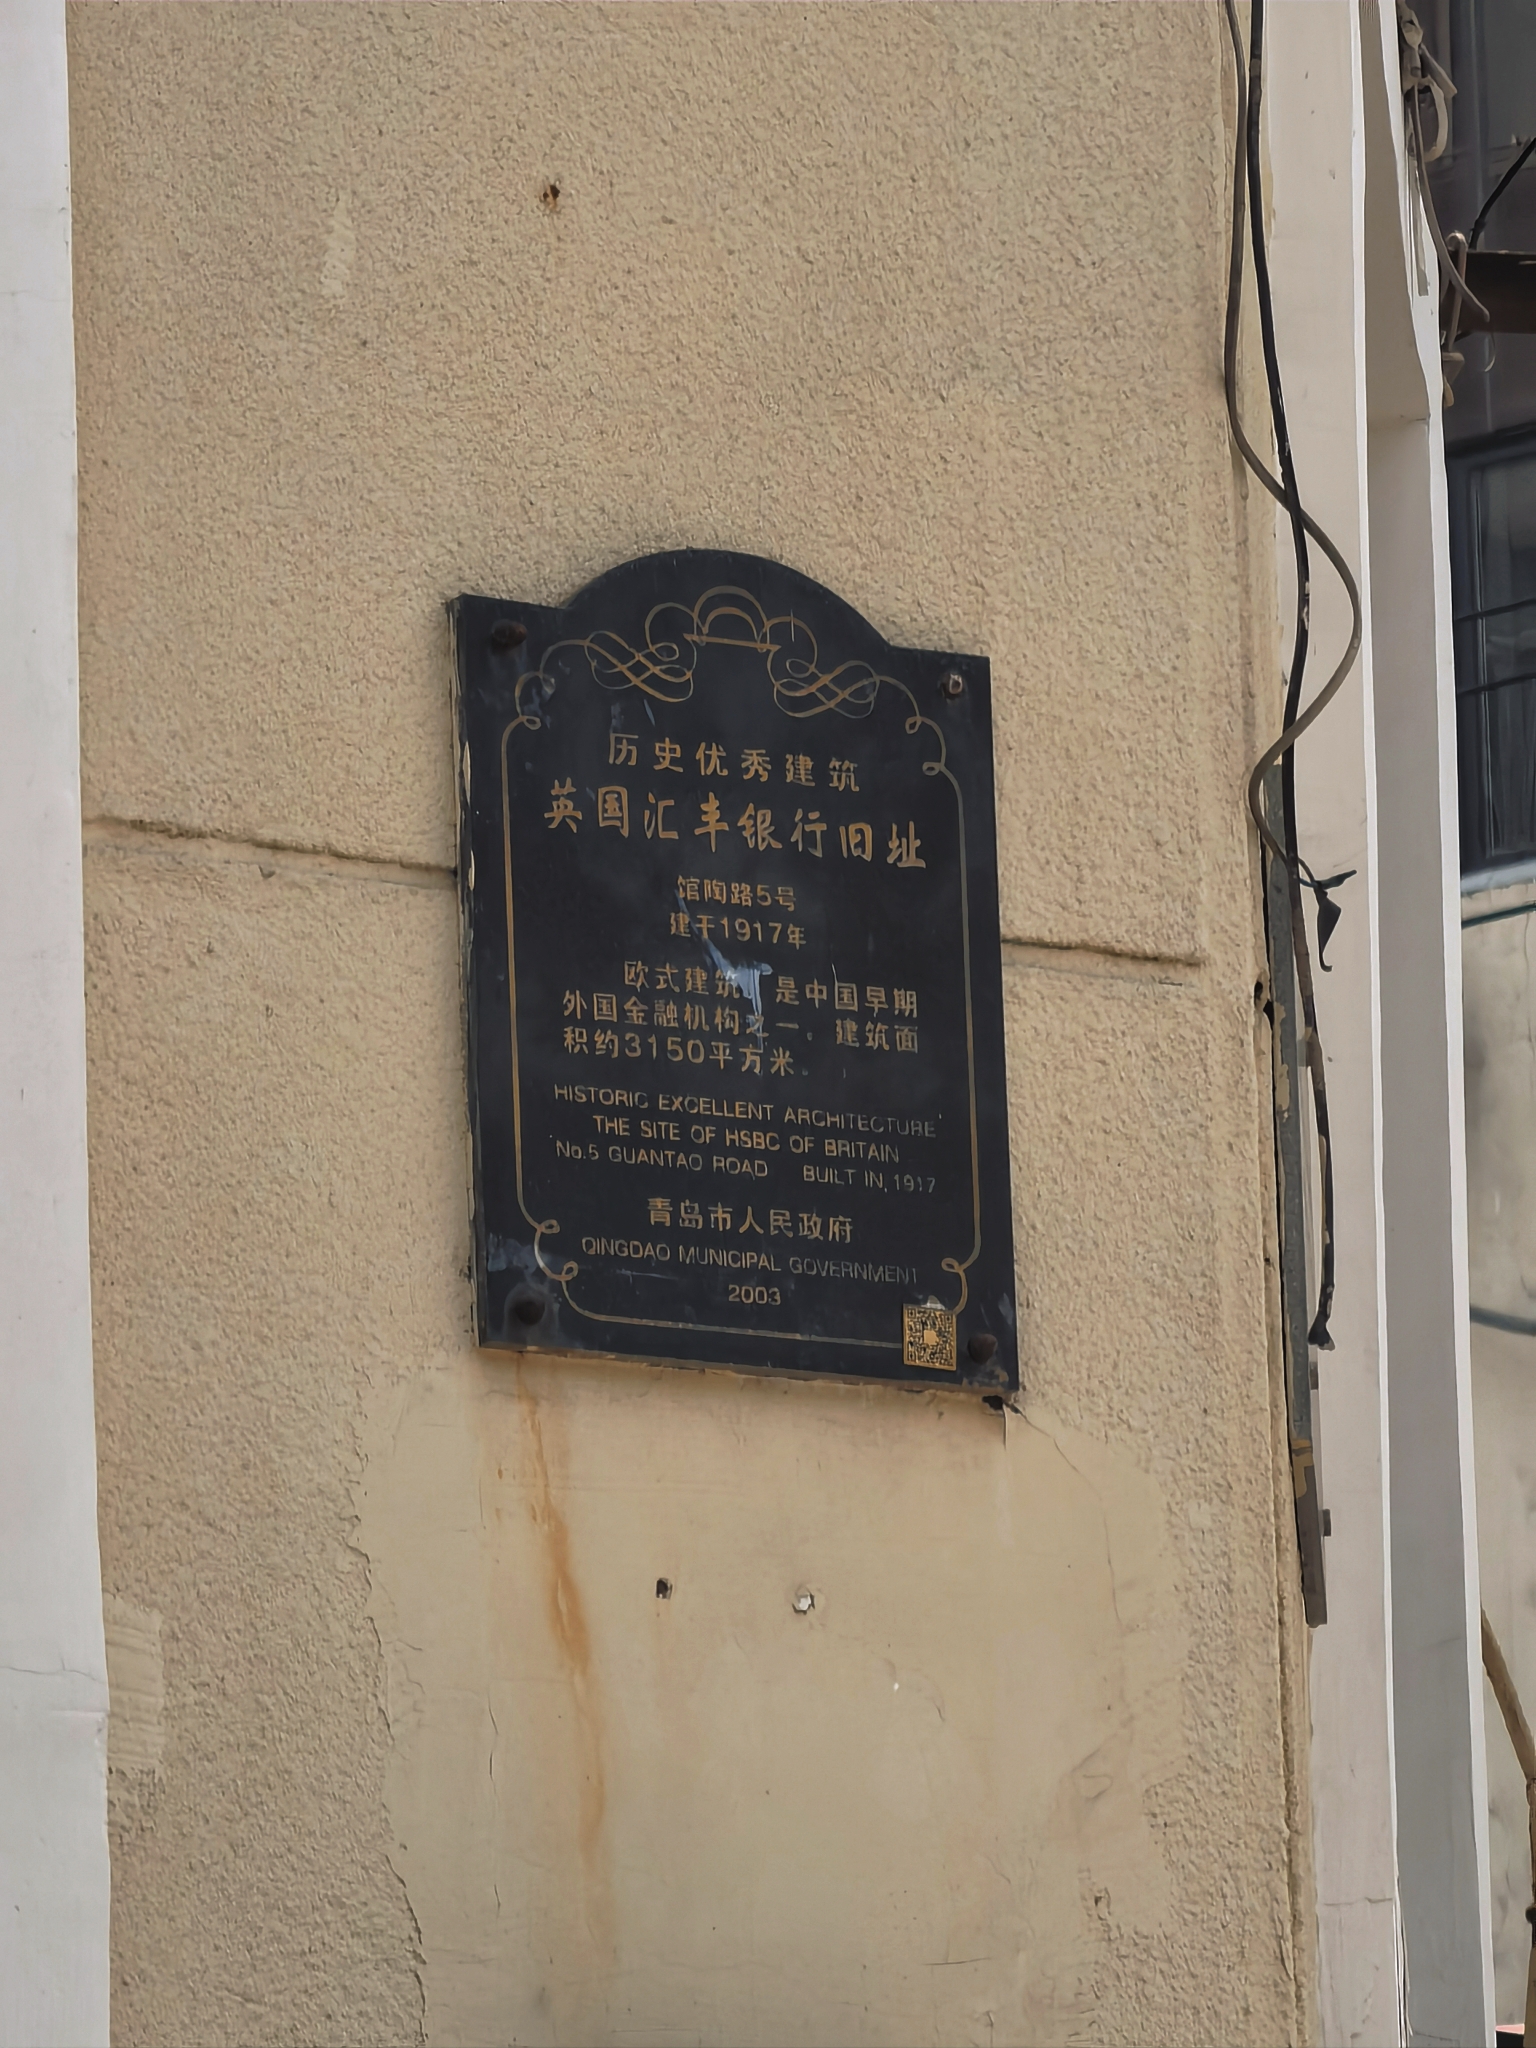 历史优秀建筑
英国汇丰银行旧址
馆陶路5号
建于1917年
欧式建筑 是中国早期
外国金融机构之一。建筑面
积约3150平方米。
HISTORIC EXCELLENT ARCHITECTURE
THE SITE OF HSBC OF BRITAIN
No.5 GUANTAO ROAD BUILT IN, 1917
青岛市人民政府
QINGDAO MUNICIPAL GOVERNMENT
2003